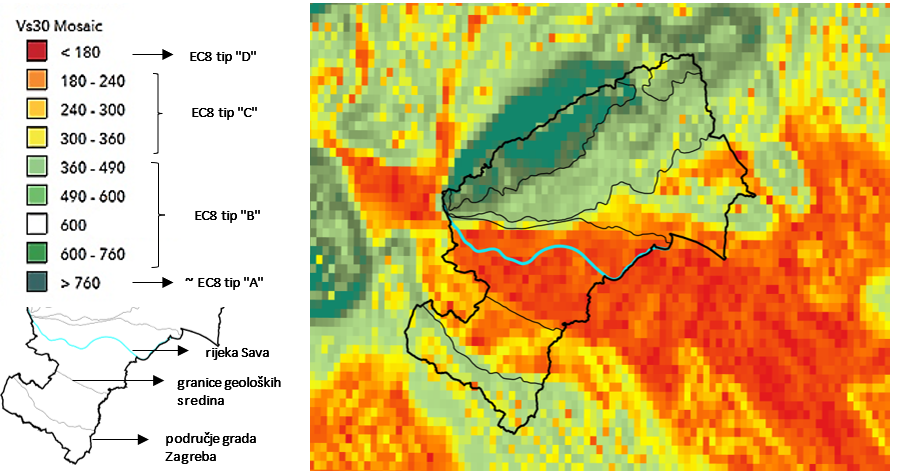 Vs30 Mosaic
< 180
EC8 tip "D"
180 - 240
240 - 300
EC8 tip "C"
300 - 360
360 - 490
490 - 600
600
EC8 tip "B"
600 - 760
> 760
~ EC8 tip "A"
rijeka Sava
granice geoloških
sredina
područje grada
Zagreba